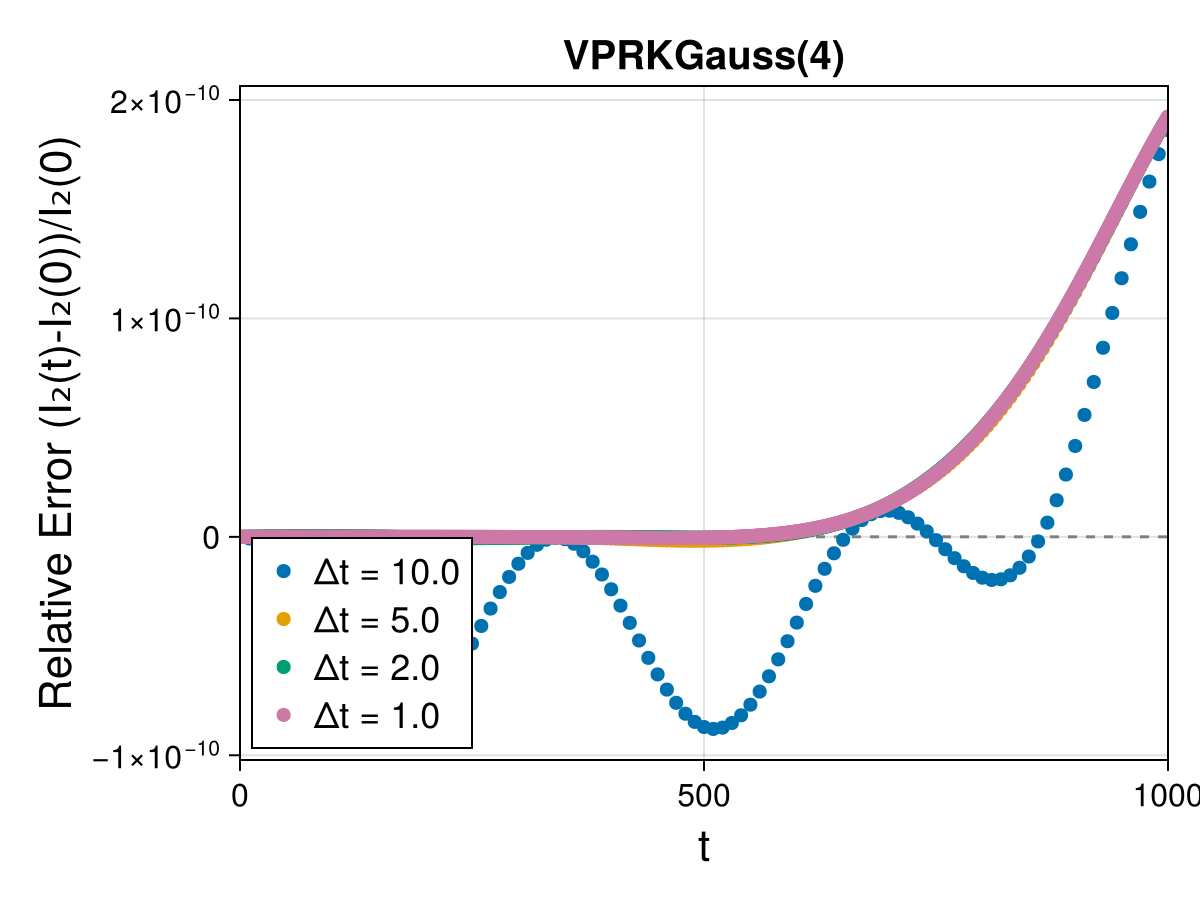 VPRKGauss(4)
Relative Error (I₂(t)-I₂(0))/I₂(0)
2×10⁻¹⁰
1×10⁻¹⁰
0
−1×10⁻¹⁰
Δt = 10.0
Δt = 5.0
Δt = 2.0
Δt = 1.0
0 500 1000
t